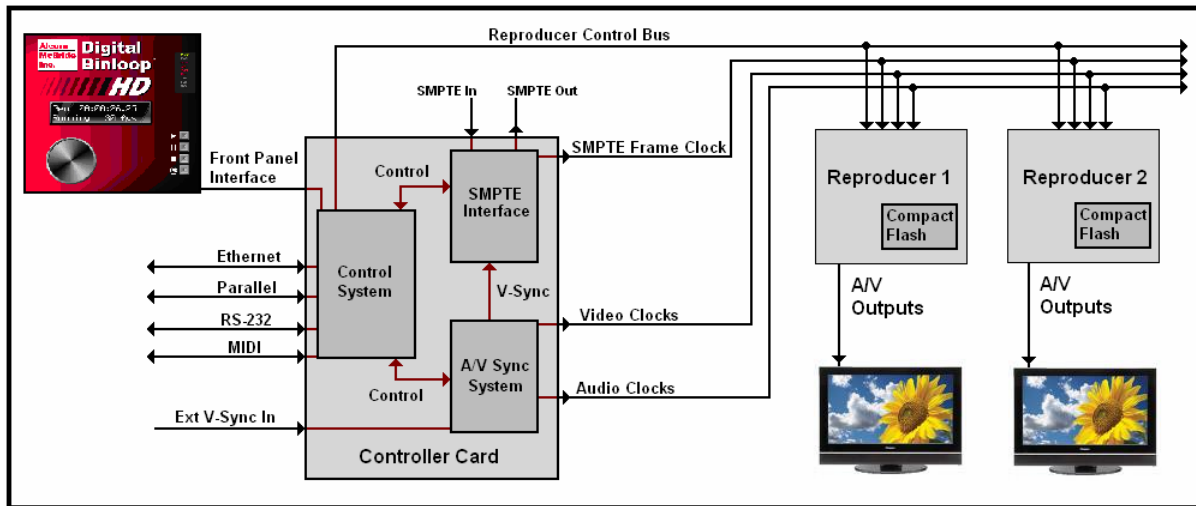 Alcorn
McBride
Inc.
Digital
Binloop
HD
Running
Reproducer Control Bus
SMPTE In
SMPTE Out
Front Panel
Interface
Control
SMPTE
Interface
SMPTE Frame Clock
Ethernet
Parallel
RS-232
MIDI
Control
System
V-Sync
Video Clocks
Control
A/V Sync
System
Audio Clocks
Ext V-Sync In
Controller Card
Reproducer 1
Compact
Flash
A/V
Outputs
Reproducer 2
Compact
Flash
A/V
Outputs